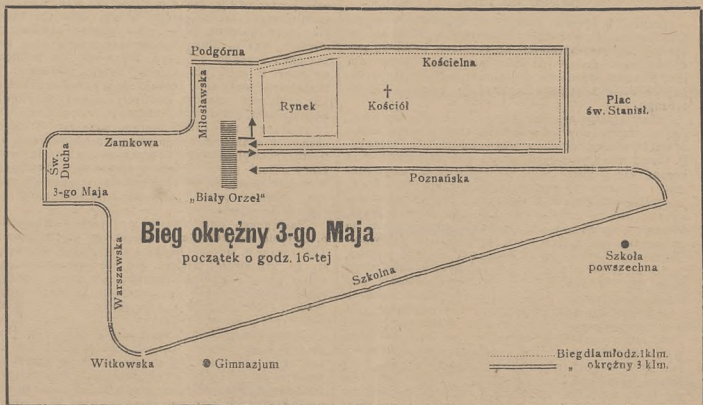 Podgórna
Kościelna
Miłosławska
Rynek
Kościół
Plac
św. Stanisł.
Zamkowa
Św.
Ducha
3-go Maja
Poznańska
„Biały Orzeł"
Bieg okrężny 3-go Maja
początek o godz. 16-tej
Warszawska
Szkolna
Szkoła
powszechna
Witkowska
Gimnazjum
Bieg dla młodz. 1 klm.
„ okrężny 3 klm.